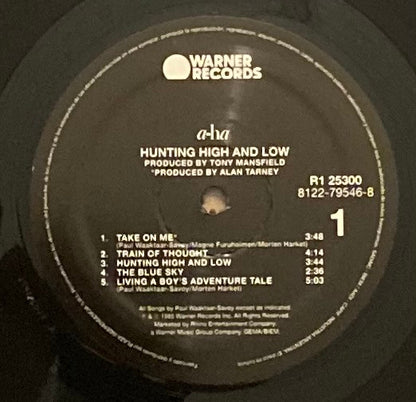 WARNER
RECORDS
a-ha
HUNTING HIGH AND LOW
PRODUCED BY TONY MANSFIELD
*PRODUCED BY ALAN TARNEY
R1 25300
8122-79546-8
1
1. TAKE ON ME* 3:48
(Paul Waaktaar-Savoy/Magne Furuholmen/Morten Harket)
2. TRAIN OF THOUGHT 4:14
3. HUNTING HIGH AND LOW 3:44
4. THE BLUE SKY 2:36
5. LIVING A BOY'S ADVENTURE TALE 5:03
(Paul Waaktaar-Savoy/Morten Harket)
All Songs by Paul Waaktaar-Savoy except as indicated.
℗ & © 1985 Warner Records Inc. All Rights Reserved.
Marketed by Rhino Entertainment Company,
a Warner Music Group Company. GEMA/BIEM.